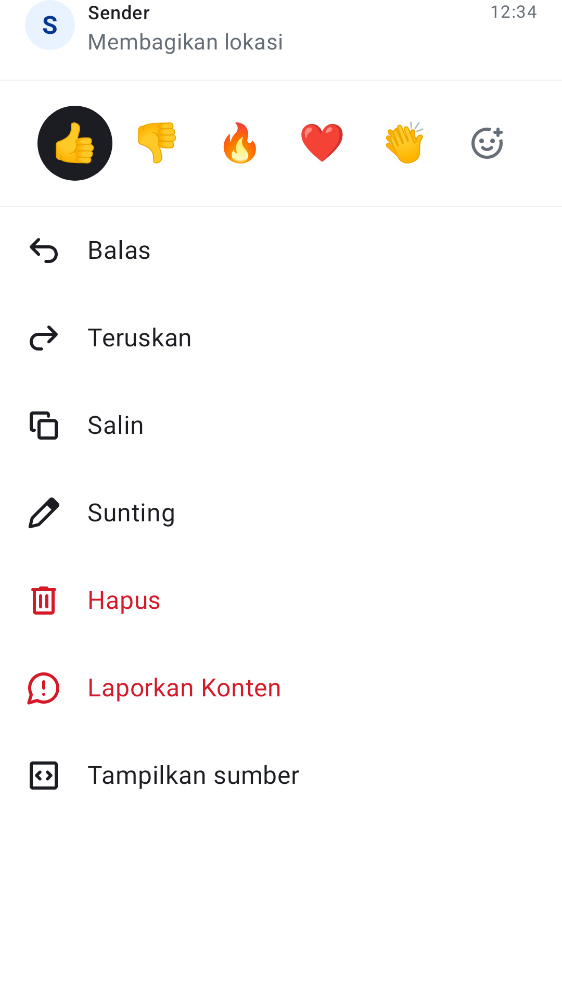 S
Sender
12:34
Membagikan lokasi
Balas
Teruskan
Salin
Sunting
Hapus
Laporkan Konten
Tampilkan sumber